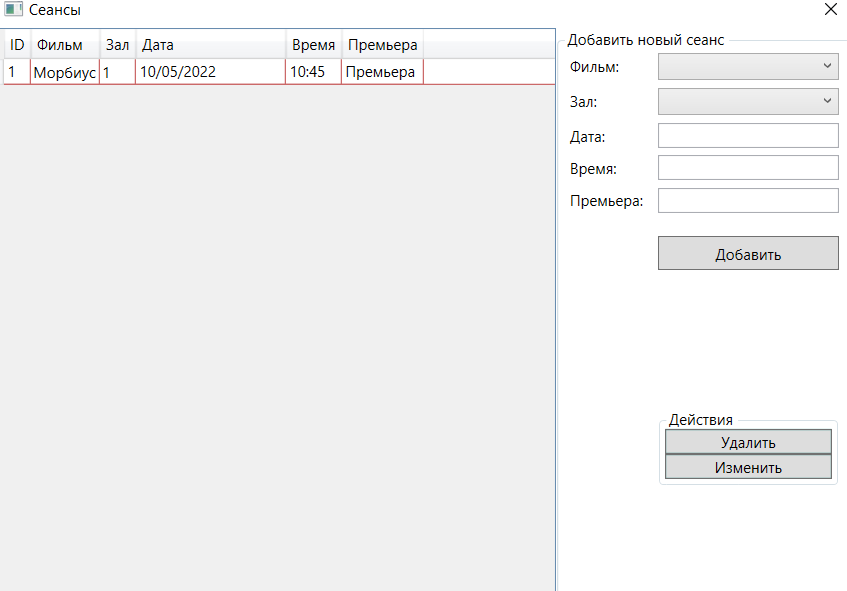 Сеансы
ID Фильм Зал Дата Время Премьера
1 Морбиус 1 10/05/2022 10:45 Премьера
Добавить новый сеанс
Фильм:
Зал:
Дата:
Время:
Премьера:
Добавить
Действия
Удалить
Изменить